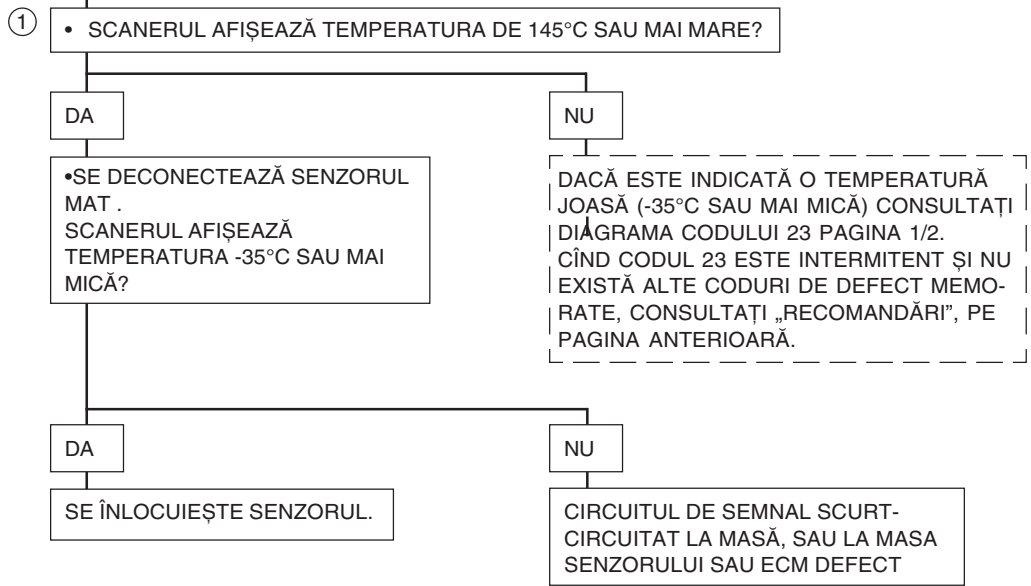 1
• SCANERUL AFIȘEAZĂ TEMPERATURA DE 145°C SAU MAI MARE?
DA
NU
•SE DECONECTEAZĂ SENZORUL
MAT .
SCANERUL AFIȘEAZĂ
TEMPERATURA -35°C SAU MAI
MICĂ?
DACĂ ESTE INDICATĂ O TEMPERATURĂ
JOASĂ (-35°C SAU MAI MICĂ) CONSULTAȚI
DIAGRAMA CODULUI 23 PAGINA 1/2.
CÎND CODUL 23 ESTE INTERMITENT ȘI NU
EXISTĂ ALTE CODURI DE DEFECT MEMO-
RATE, CONSULTAȚI „RECOMANDĂRI”, PE
PAGINA ANTERIOARĂ.
DA
NU
SE ÎNLOCUIEȘTE SENZORUL.
CIRCUITUL DE SEMNAL SCURT-
CIRCUITAT LA MASĂ, SAU LA MASA
SENZORULUI SAU ECM DEFECT